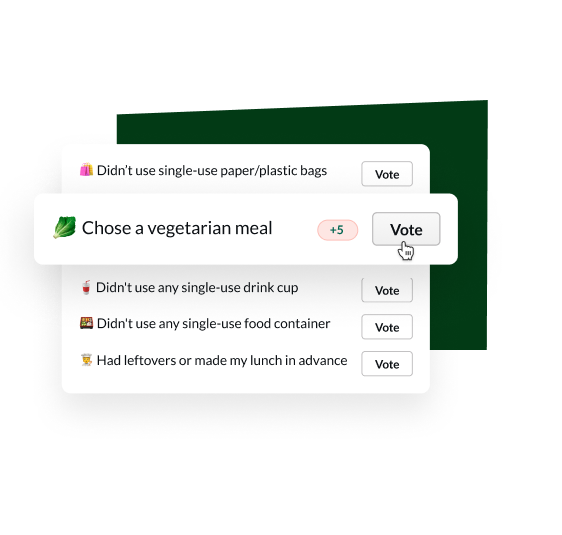 Didn’t use single-use paper/plastic bags Vote
Chose a vegetarian meal +5 Vote
Didn't use any single-use drink cup Vote
Didn't use any single-use food container Vote
Had leftovers or made my lunch in advance Vote